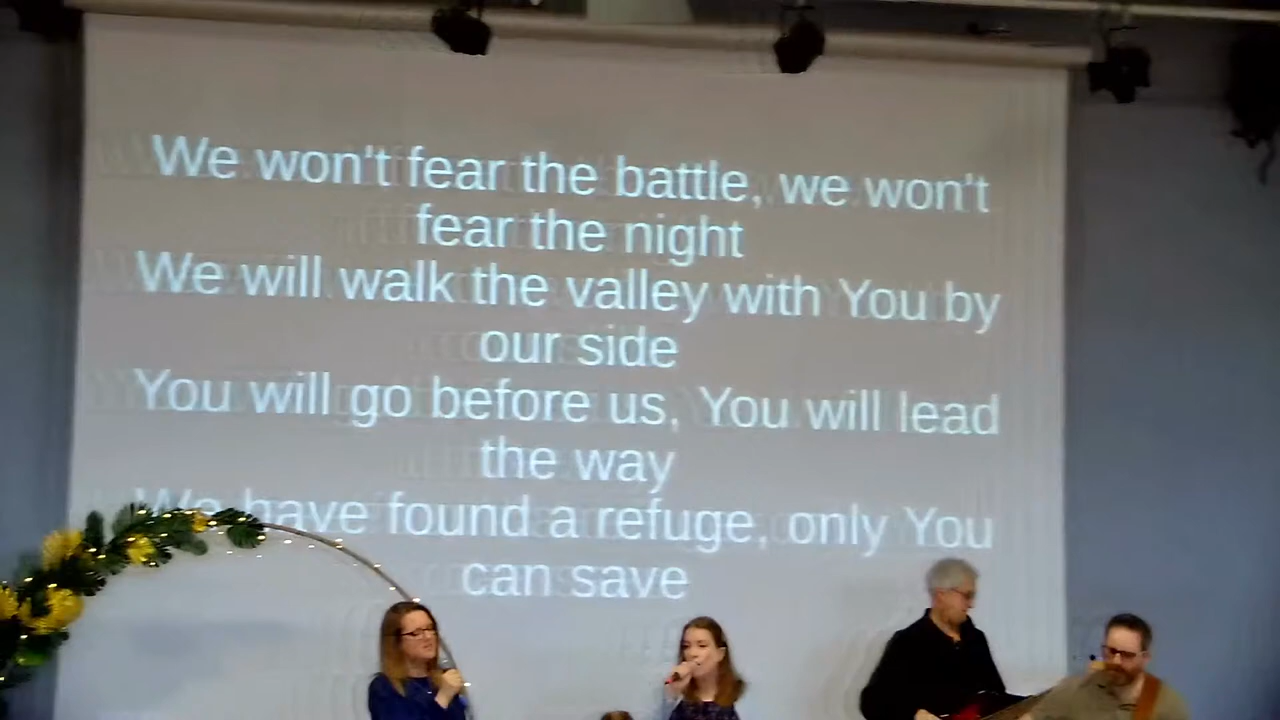 We won't fear the battle, we won't
fear the night
We will walk the valley with You by
our side
You will go before us, You will lead
the way
We have found a refuge, only You
can save